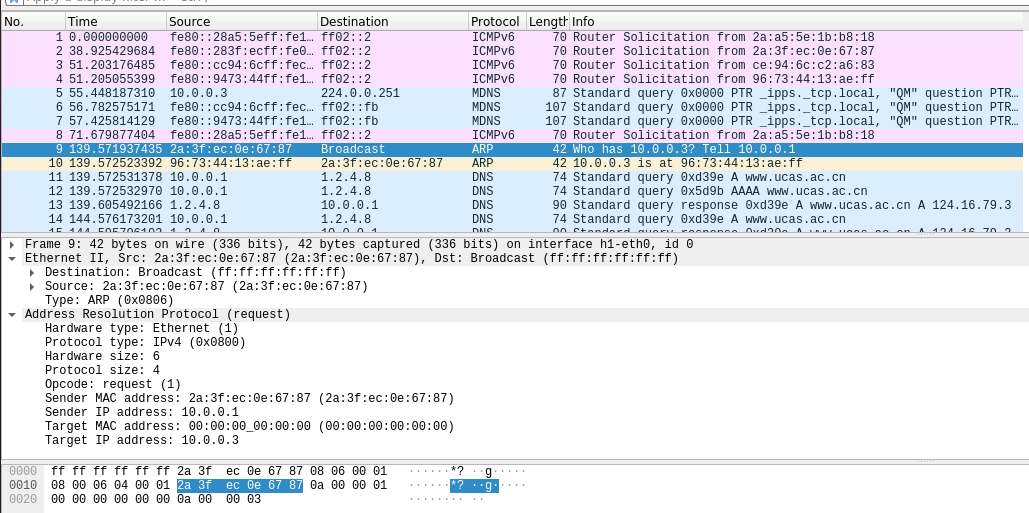 No. Time Source Destination Protocol Length Info
1 0.000000000 fe80::28a5:5eff:fe1… ff02::2 ICMPv6 70 Router Solicitation from 2a:a5:5e:1b:b8:18
2 38.925429684 fe80::283f:ecff:fe0… ff02::2 ICMPv6 70 Router Solicitation from 2a:3f:ec:0e:67:87
3 51.203176485 fe80::cc94:6cff:fec… ff02::2 ICMPv6 70 Router Solicitation from ce:94:6c:c2:a6:83
4 51.205055399 fe80::9473:44ff:fe1… ff02::2 ICMPv6 70 Router Solicitation from 96:73:44:13:ae:ff
5 55.448187310 10.0.0.3 224.0.0.251 MDNS 87 Standard query 0x0000 PTR _ipps._tcp.local, "QM" question PTR…
6 56.782575171 fe80::cc94:6cff:fec… ff02::fb MDNS 107 Standard query 0x0000 PTR _ipps._tcp.local, "QM" question PTR…
7 57.425814129 fe80::9473:44ff:fe1… ff02::fb MDNS 107 Standard query 0x0000 PTR _ipps._tcp.local, "QM" question PTR…
8 71.679877404 fe80::28a5:5eff:fe1… ff02::2 ICMPv6 70 Router Solicitation from 2a:a5:5e:1b:b8:18
9 139.571937435 2a:3f:ec:0e:67:87 Broadcast ARP 42 Who has 10.0.0.3? Tell 10.0.0.1
10 139.572523392 96:73:44:13:ae:ff 2a:3f:ec:0e:67:87 ARP 42 10.0.0.3 is at 96:73:44:13:ae:ff
11 139.572531378 10.0.0.1 1.2.4.8 DNS 74 Standard query 0xd39e A www.ucas.ac.cn
12 139.572532970 10.0.0.1 1.2.4.8 DNS 74 Standard query 0x5d9b AAAA www.ucas.ac.cn
13 139.605492166 1.2.4.8 10.0.0.1 DNS 90 Standard query response 0xd39e A www.ucas.ac.cn A 124.16.79.3
14 144.576173201 10.0.0.1 1.2.4.8 DNS 74 Standard query 0xd39e A www.ucas.ac.cn
Frame 9: 42 bytes on wire (336 bits), 42 bytes captured (336 bits) on interface h1-eth0, id 0
Ethernet II, Src: 2a:3f:ec:0e:67:87 (2a:3f:ec:0e:67:87), Dst: Broadcast (ff:ff:ff:ff:ff:ff)
Destination: Broadcast (ff:ff:ff:ff:ff:ff)
Source: 2a:3f:ec:0e:67:87 (2a:3f:ec:0e:67:87)
Type: ARP (0x0806)
Address Resolution Protocol (request)
Hardware type: Ethernet (1)
Protocol type: IPv4 (0x0800)
Hardware size: 6
Protocol size: 4
Opcode: request (1)
Sender MAC address: 2a:3f:ec:0e:67:87 (2a:3f:ec:0e:67:87)
Sender IP address: 10.0.0.1
Target MAC address: 00:00:00_00:00:00 (00:00:00:00:00:00)
Target IP address: 10.0.0.3
0000 ff ff ff ff ff ff 2a 3f ec 0e 67 87 08 06 00 01 ······*? ··g·····
0010 08 00 06 04 00 01 2a 3f ec 0e 67 87 0a 00 00 01 ······*? ··g·····
0020 00 00 00 00 00 00 0a 00 00 03 ········ ··